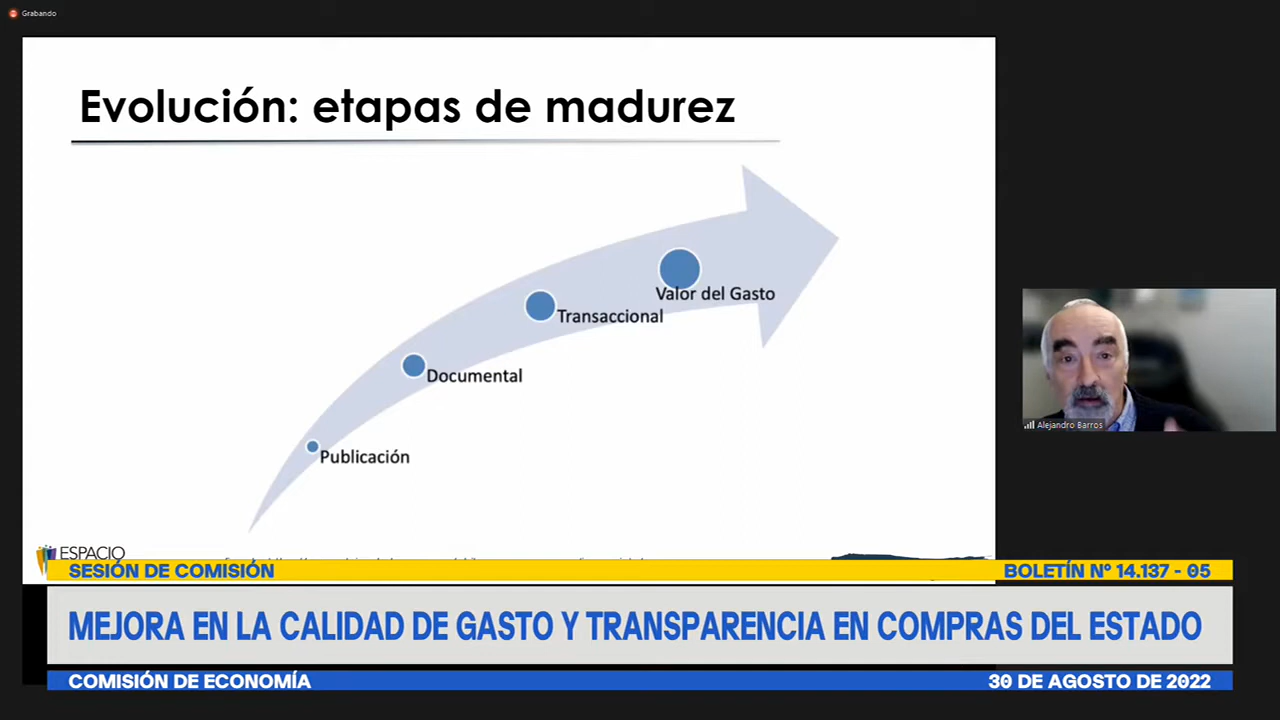 Grabando
Evolución: etapas de madurez
Valor del Gasto
Transaccional
Documental
Publicación
Alejandro Barros
ESPACIO
SESIÓN DE COMISIÓN
BOLETÍN N° 14.137 - 05
MEJORA EN LA CALIDAD DE GASTO Y TRANSPARENCIA EN COMPRAS DEL ESTADO
COMISIÓN DE ECONOMÍA
30 DE AGOSTO DE 2022